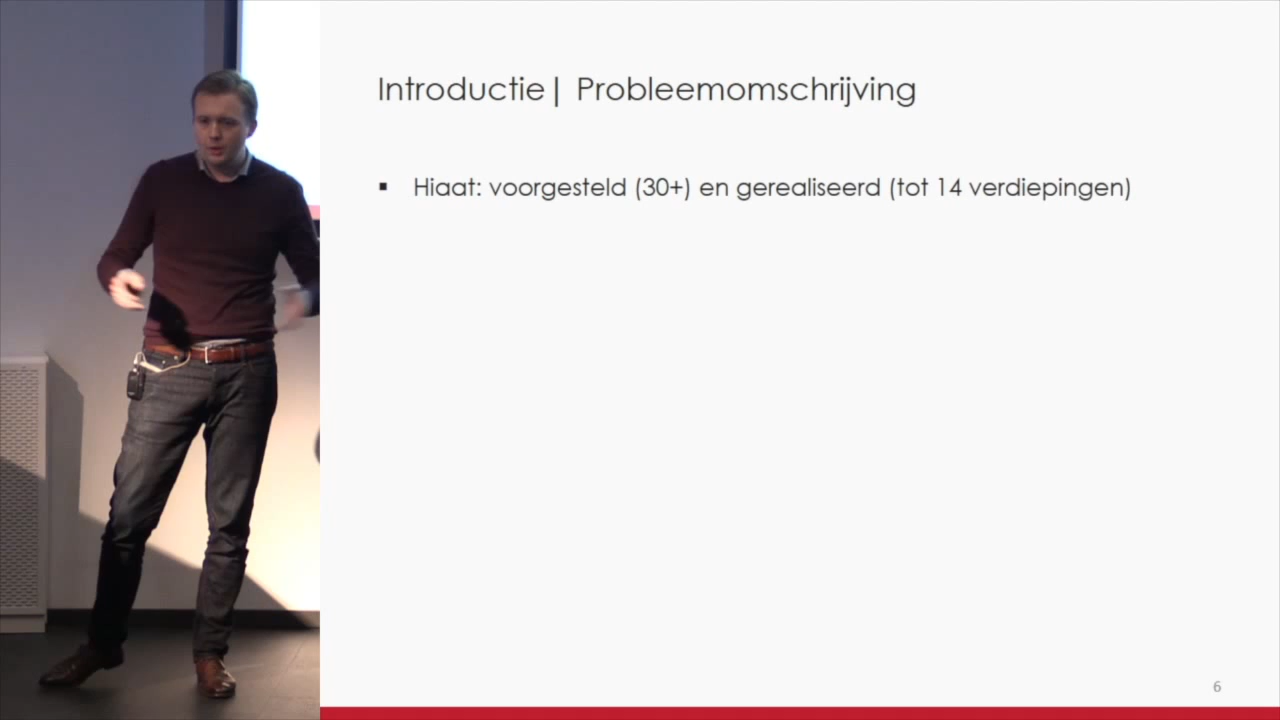 Introductie| Probleemomschrijving
▪ Hiaat: voorgesteld (30+) en gerealiseerd (tot 14 verdiepingen)
6